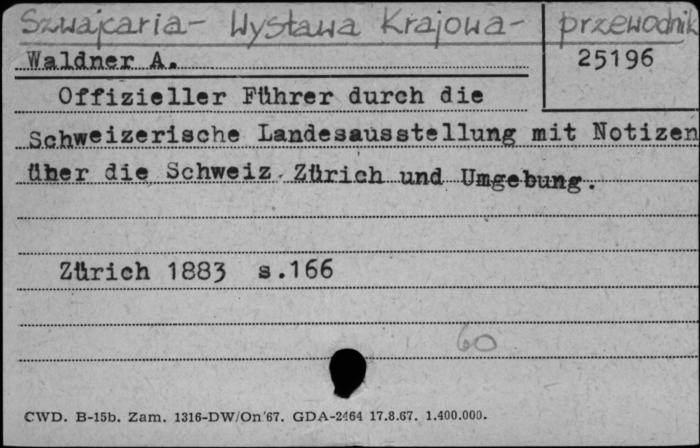 Szwajcaria - Wystawa Krajowa - przewodnik
Waldner A.
25196
Offizieller Führer durch die
Schweizerische Landesausstellung mit Notizen
über die Schweiz. Zürich und Umgebung.
Zürich 1883 s.166
60
CWD. B-15b. Zam. 1316-DW/On/67. GDA-2464 17.8.67. 1.400.000.